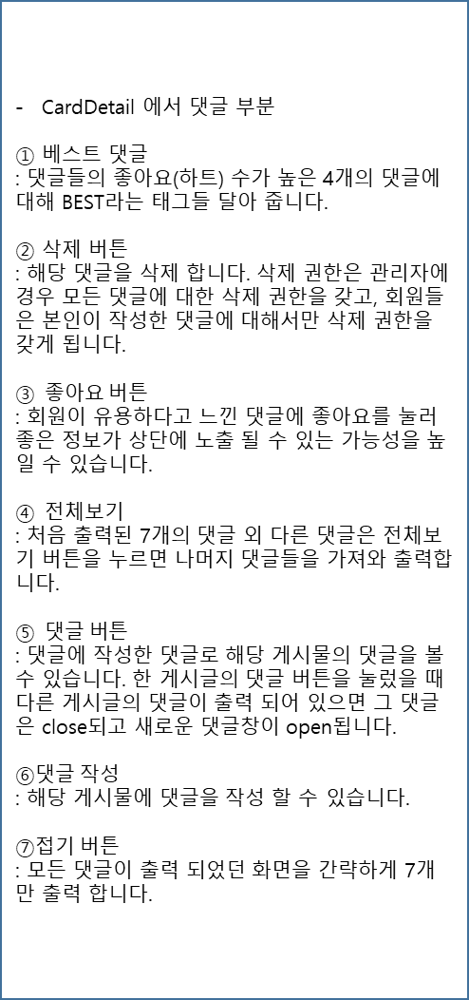 - CardDetail 에서 댓글 부분
① 베스트 댓글
: 댓글들의 좋아요(하트) 수가 높은 4개의 댓글에
대해 BEST라는 태그들 달아 줍니다.
② 삭제 버튼
: 해당 댓글을 삭제 합니다. 삭제 권한은 관리자에
경우 모든 댓글에 대한 삭제 권한을 갖고, 회원들
은 본인이 작성한 댓글에 대해서만 삭제 권한을
갖게 됩니다.
③ 좋아요 버튼
: 회원이 유용하다고 느낀 댓글에 좋아요를 눌러
좋은 정보가 상단에 노출 될 수 있는 가능성을 높
일 수 있습니다.
④ 전체보기
: 처음 출력된 7개의 댓글 외 다른 댓글은 전체보
기 버튼을 누르면 나머지 댓글들을 가져와 출력합
니다.
⑤ 댓글 버튼
: 댓글에 작성한 댓글로 해당 게시물의 댓글을 볼
수 있습니다. 한 게시글의 댓글 버튼을 눌렀을 때
다른 게시글의 댓글이 출력 되어 있으면 그 댓글
은 close되고 새로운 댓글창이 open됩니다.
⑥댓글 작성
: 해당 게시물에 댓글을 작성 할 수 있습니다.
⑦접기 버튼
: 모든 댓글이 출력 되었던 화면을 간략하게 7개
만 출력 합니다.